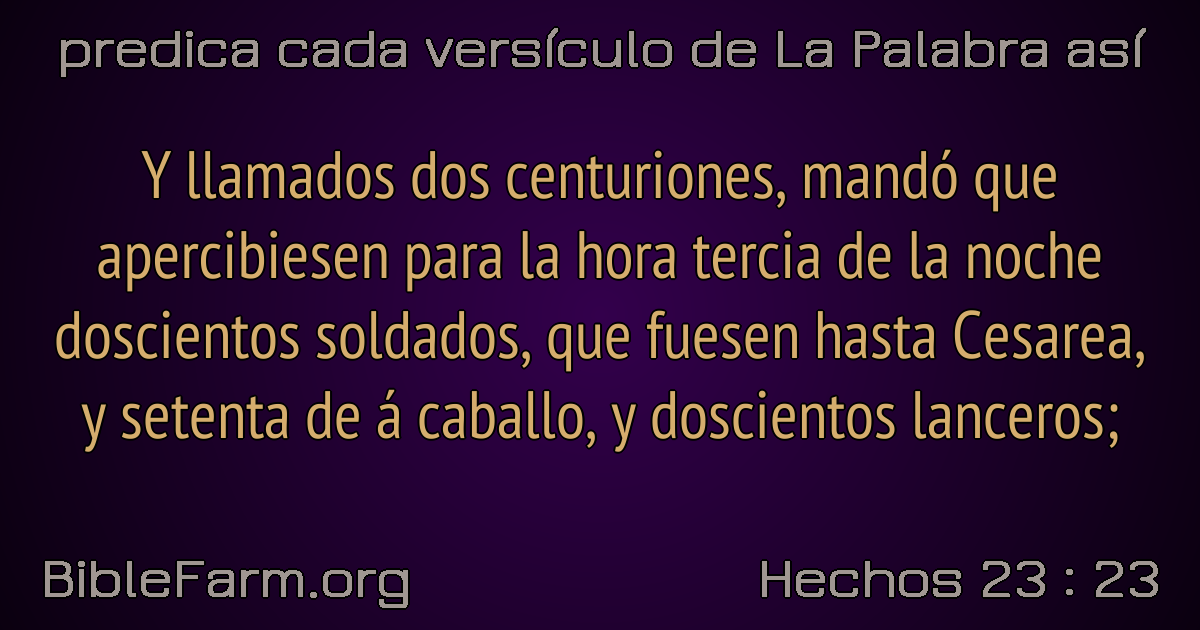 predica cada versículo de La Palabra así
Y llamados dos centuriones, mandó que
apercibiesen para la hora tercia de la noche
doscientos soldados, que fuesen hasta Cesarea,
y setenta de á caballo, y doscientos lanceros;
BibleFarm.org
Hechos 23 : 23